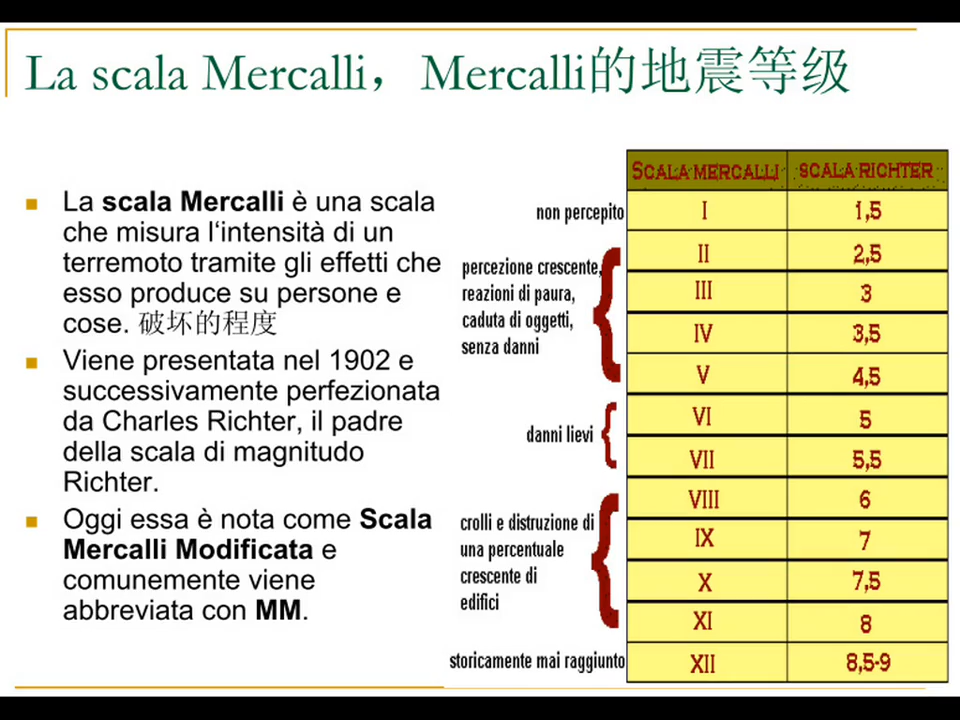 La scala Mercalli，Mercalli的地震等级
La scala Mercalli è una scala
che misura l‘intensità di un
terremoto tramite gli effetti che
esso produce su persone e
cose. 破坏的程度
Viene presentata nel 1902 e
successivamente perfezionata
da Charles Richter, il padre
della scala di magnitudo
Richter.
Oggi essa è nota come Scala
Mercalli Modificata e
comunemente viene
abbreviata con MM.
SCALA MERCALLI SCALA RICHTER
non percepito I 1,5
percezione crescente,
reazioni di paura,
caduta di oggetti,
senza danni
II 2,5
III 3
IV 3,5
V 4,5
danni lievi
VI 5
VII 5,5
crolli e distruzione di
una percentuale
crescente di
edifici
VIII 6
IX 7
X 7,5
XI 8
storicamente mai raggiunto XII 8,5-9